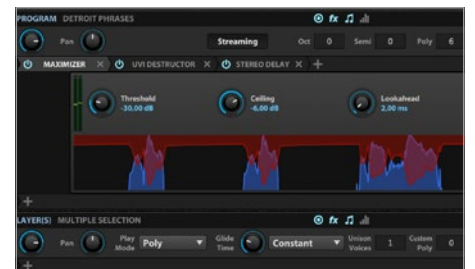 PROGRAM DETROIT PHRASES fx
Pan Streaming Oct 0 Semi 0 Poly 6
MAXIMIZER × UVI DESTRUCTOR × STEREO DELAY × +
Threshold
-30,00 dB
Ceiling
-6,00 dB
Lookahead
2,00 ms
+
LAYER(S) MULTIPLE SELECTION fx
Pan Play Mode Poly Glide Time Constant Unison Voices 1 Custom Poly 0
+